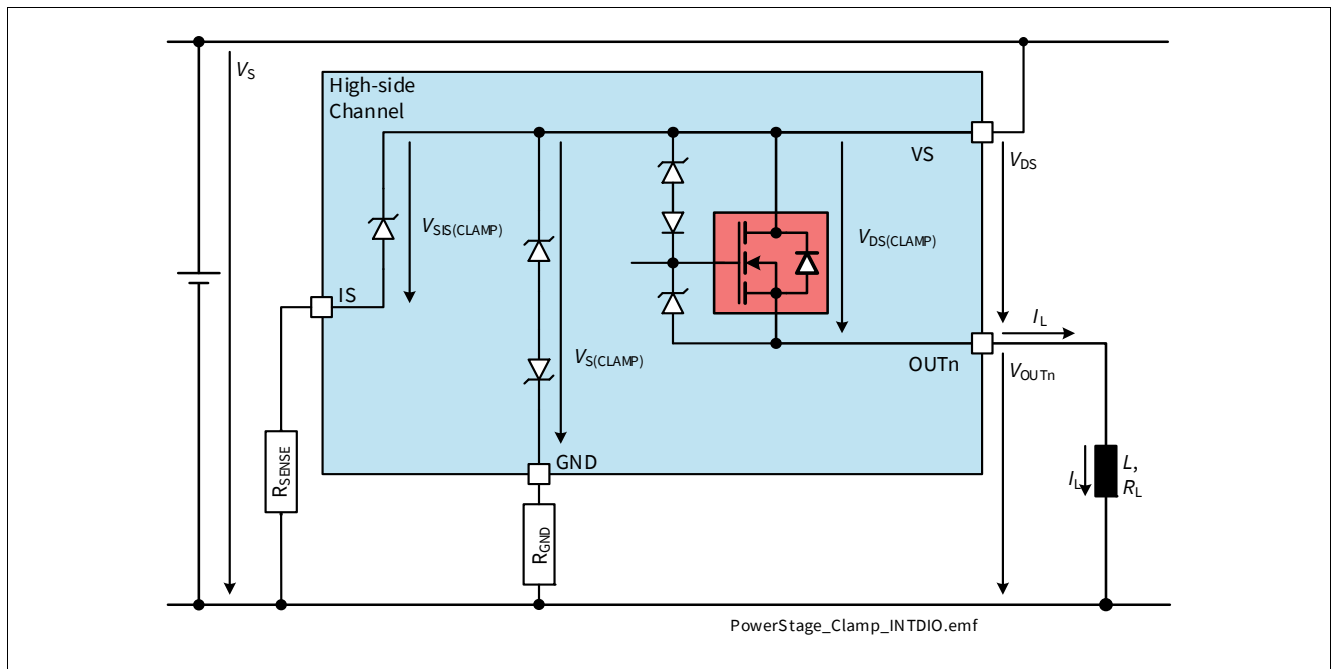 VS
High-side
Channel
VS
VDS
VSIS(CLAMP)
VDS(CLAMP)
IS
IL
VS(CLAMP)
OUTn
VOUTn
GND
RSENSE
IL
L,
RL
RGND
PowerStage_Clamp_INTDIO.emf